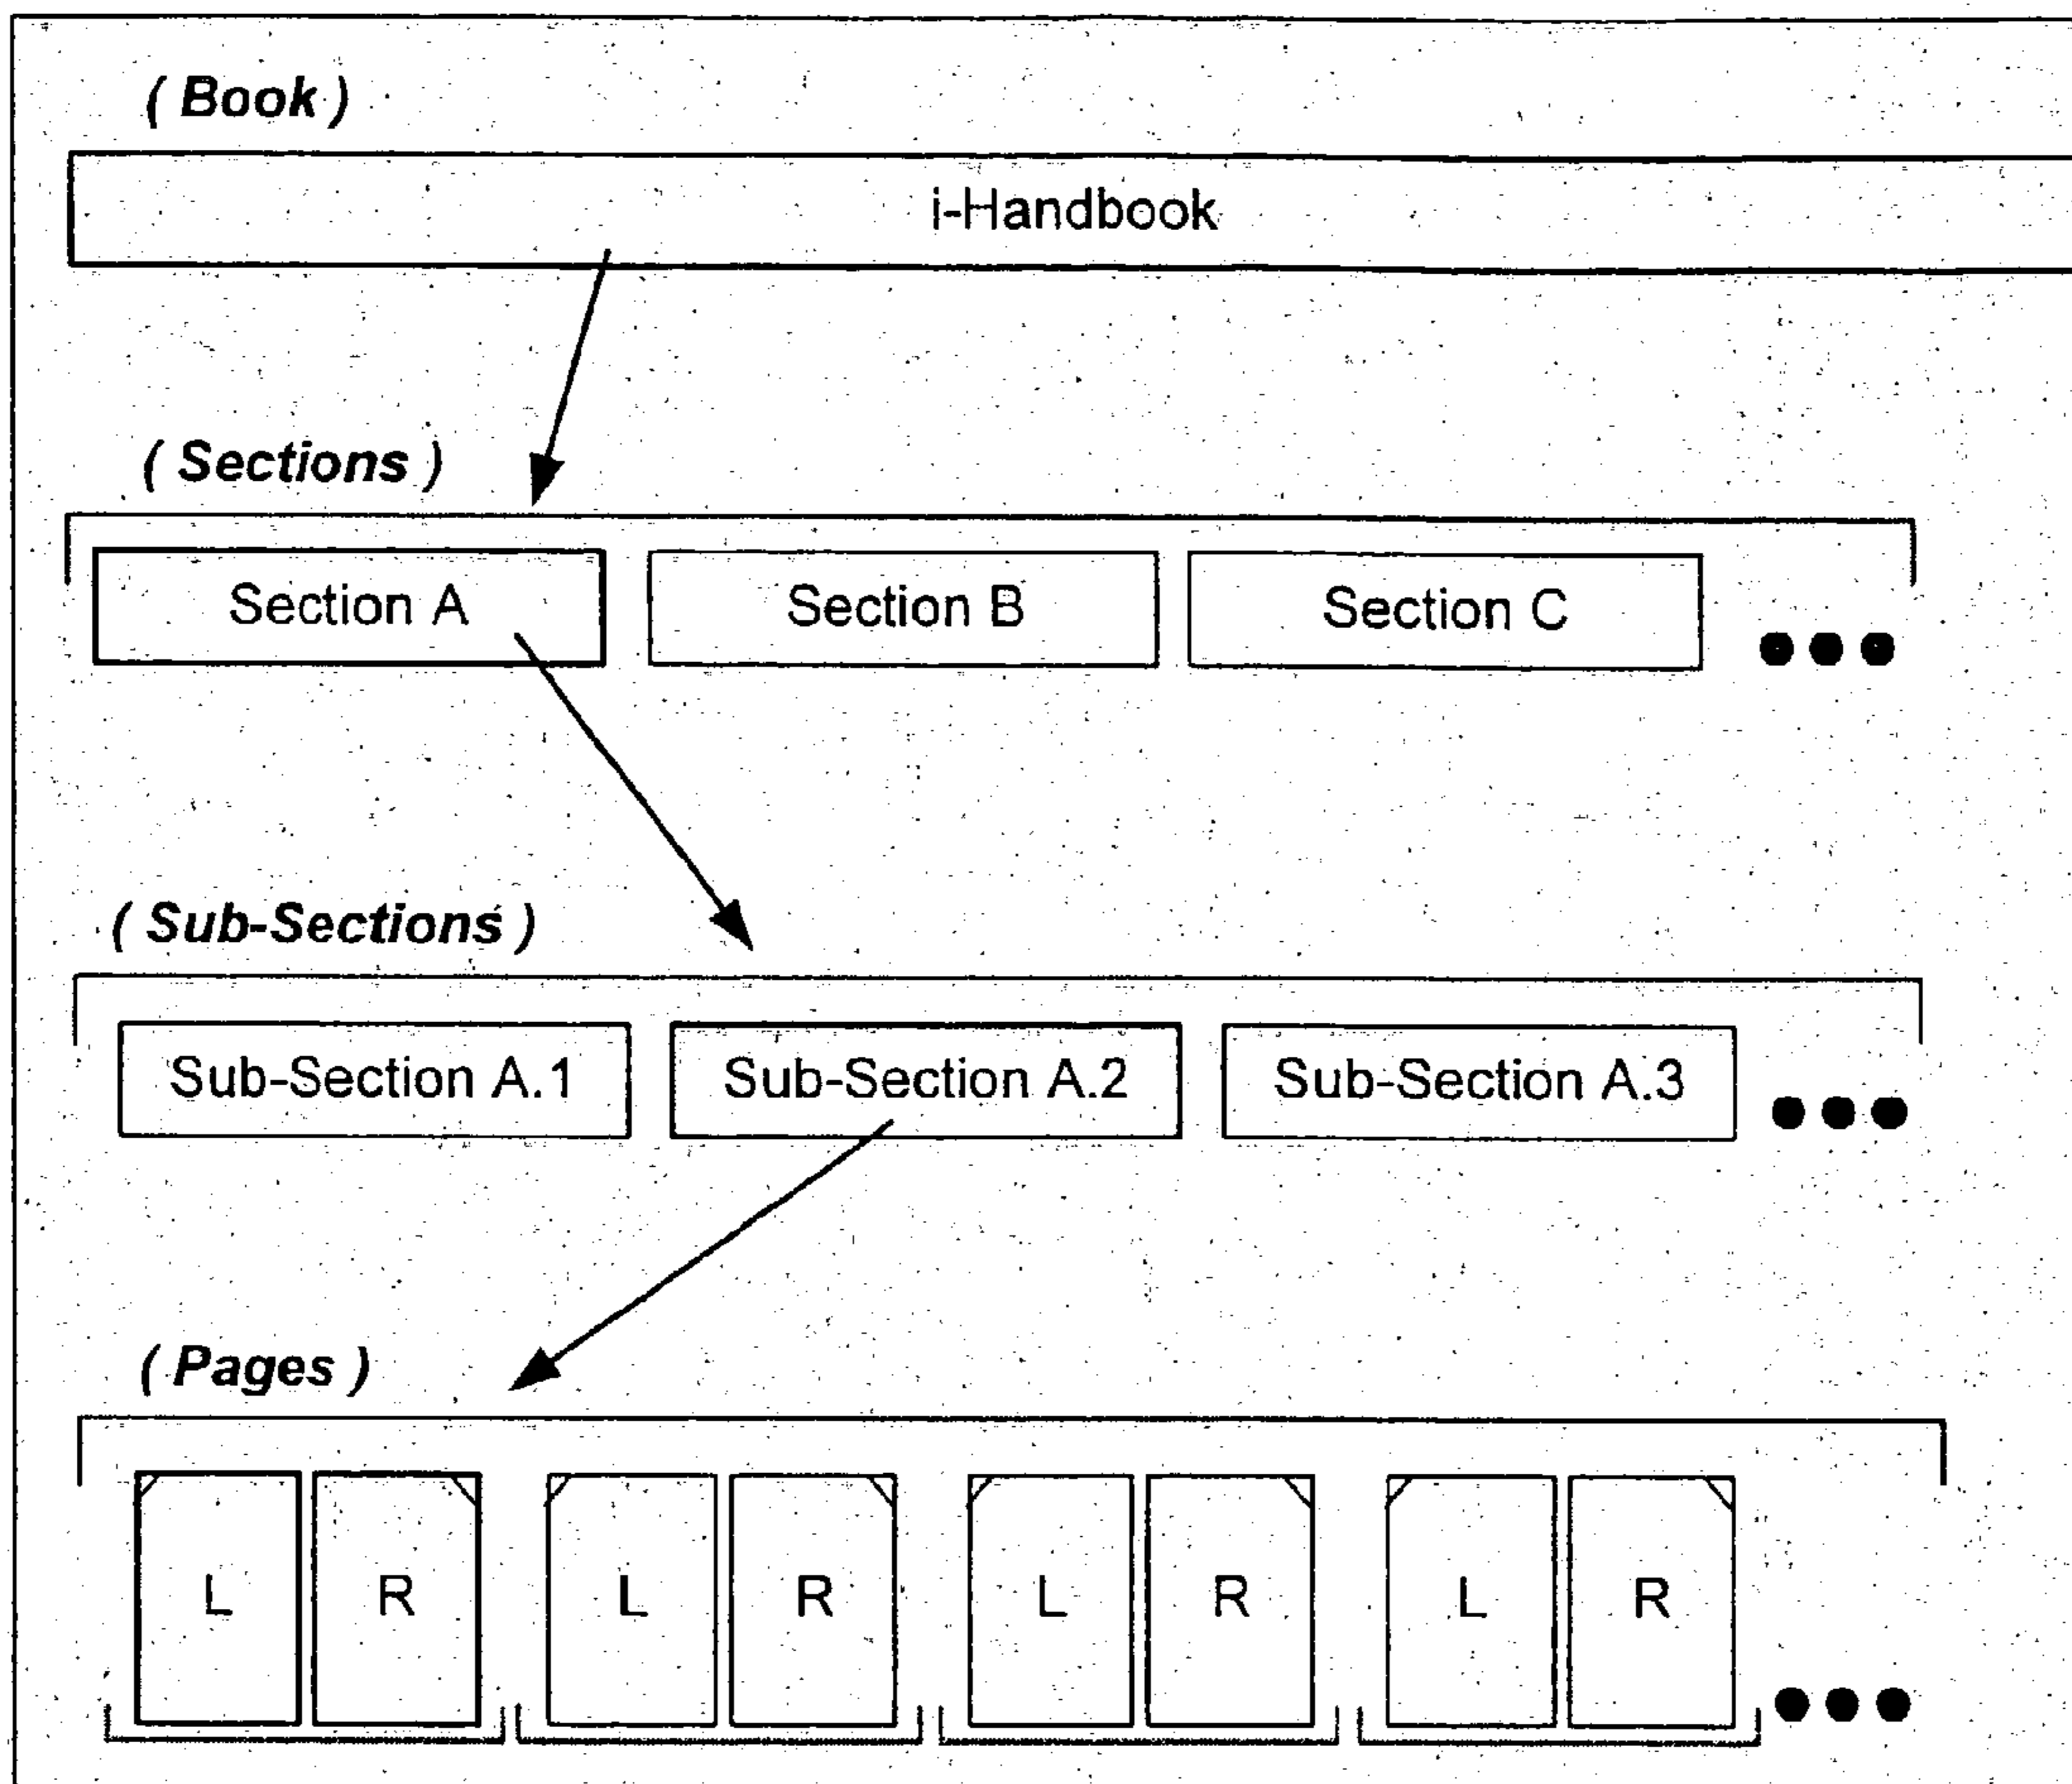 ( Book )
i-Handbook
( Sections )
Section A Section B Section C
( Sub-Sections )
Sub-Section A.1 Sub-Section A.2 Sub-Section A.3
( Pages )
L R L R L R L R